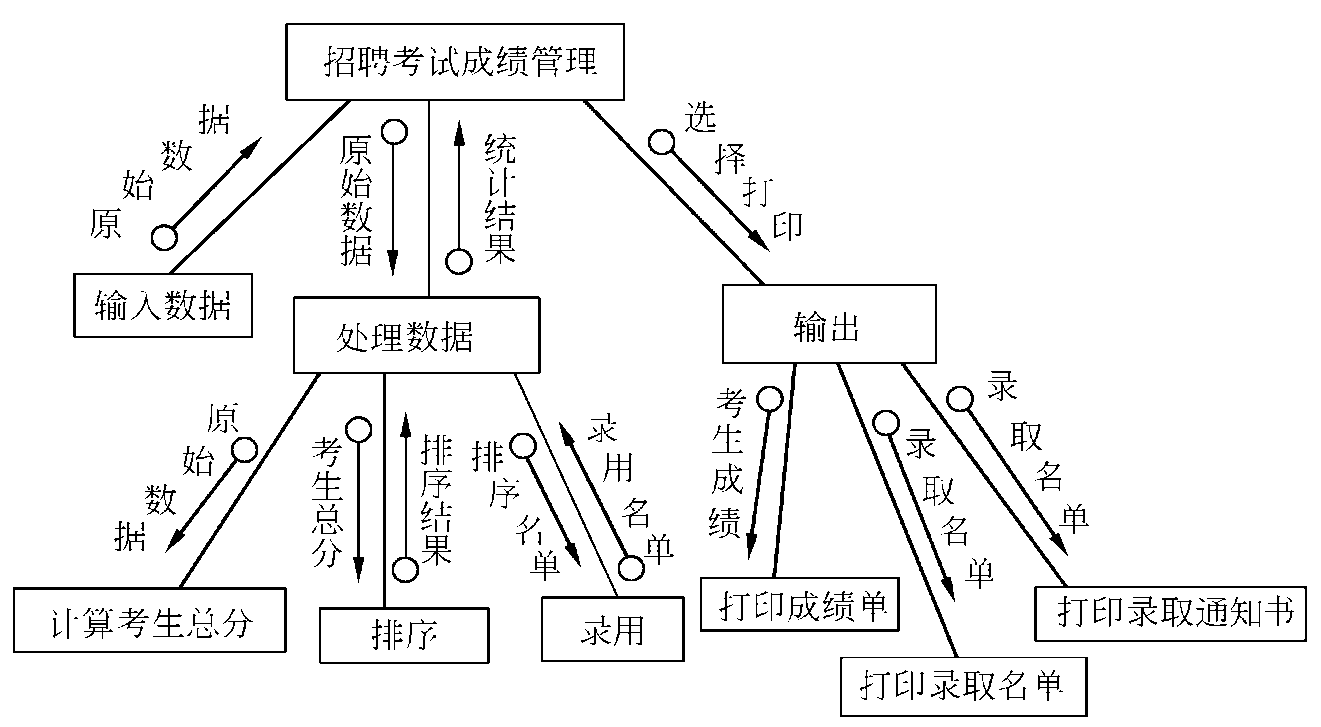 招聘考试成绩管理
原始数据
原始数据
统计结果
选择打印
输入数据
处理数据
输出
原始数据
考生总分
排序结果
排序名单
录用名单
考生成绩
录取名单
录取名单
计算考生总分
排序
录用
打印成绩单
打印录取名单
打印录取通知书